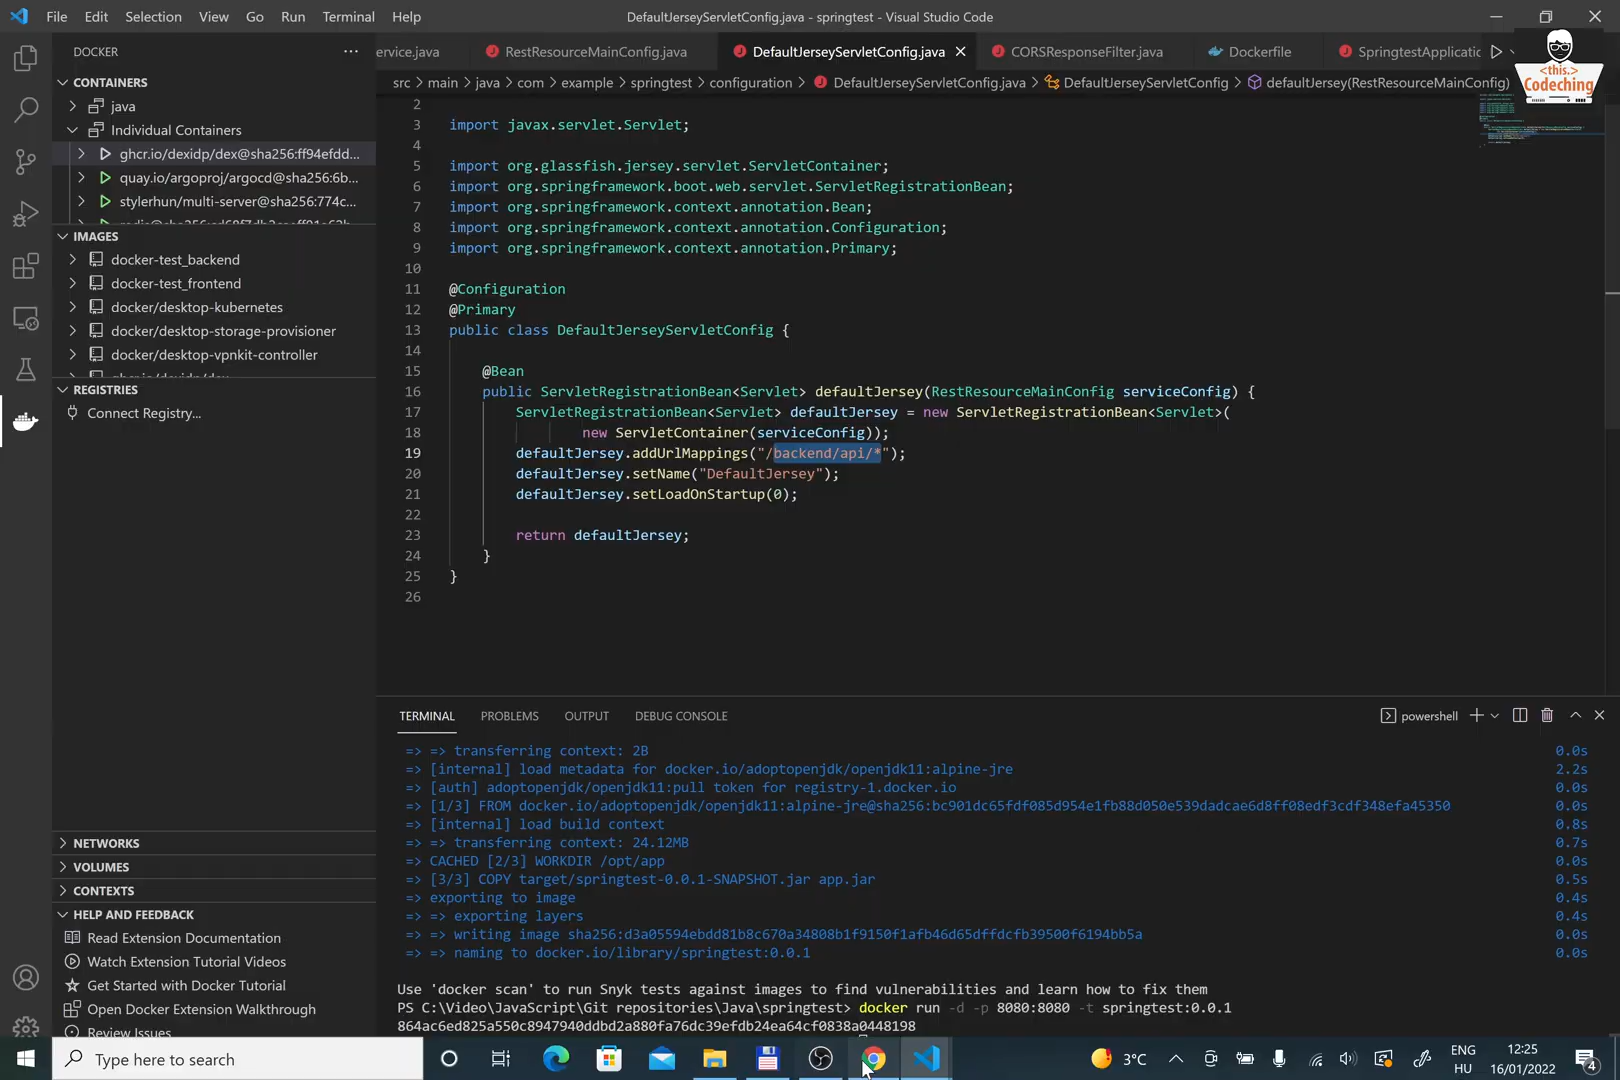 File Edit Selection View Go Run Terminal Help
DefaultJerseyServletConfig.java - springtest - Visual Studio Code
DOCKER
ervice.java RestResourceMainConfig.java DefaultJerseyServletConfig.java CORSResponseFilter.java Dockerfile SpringtestApplicatic
<this.>
Codeching
src > main > java > com > example > springtest > configuration > DefaultJerseyServletConfig.java > DefaultJerseyServletConfig > defaultJersey(RestResourceMainConfig)
CONTAINERS
java
Individual Containers
ghcr.io/dexidp/dex@sha256:ff94efdd...
quay.io/argoproj/argocd@sha256:6b...
stylerhun/multi-server@sha256:774c...
IMAGES
docker-test_backend
docker-test_frontend
docker/desktop-kubernetes
docker/desktop-storage-provisioner
docker/desktop-vpnkit-controller
REGISTRIES
Connect Registry...
NETWORKS
VOLUMES
CONTEXTS
HELP AND FEEDBACK
Read Extension Documentation
Watch Extension Tutorial Videos
Get Started with Docker Tutorial
Open Docker Extension Walkthrough
Review Issues
2
3 import javax.servlet.Servlet;
4
5 import org.glassfish.jersey.servlet.ServletContainer;
6 import org.springframework.boot.web.servlet.ServletRegistrationBean;
7 import org.springframework.context.annotation.Bean;
8 import org.springframework.context.annotation.Configuration;
9 import org.springframework.context.annotation.Primary;
10
11 @Configuration
12 @Primary
13 public class DefaultJerseyServletConfig {
14
15 @Bean
16 public ServletRegistrationBean<Servlet> defaultJersey(RestResourceMainConfig serviceConfig) {
17 ServletRegistrationBean<Servlet> defaultJersey = new ServletRegistrationBean<Servlet>(
18 new ServletContainer(serviceConfig));
19 defaultJersey.addUrlMappings("/backend/api/*");
20 defaultJersey.setName("DefaultJersey");
21 defaultJersey.setLoadOnStartup(0);
22
23 return defaultJersey;
24 }
25 }
26
TERMINAL PROBLEMS OUTPUT DEBUG CONSOLE
powershell
=> => transferring context: 2B 0.0s
=> [internal] load metadata for docker.io/adoptopenjdk/openjdk11:alpine-jre 2.2s
=> [auth] adoptopenjdk/openjdk11:pull token for registry-1.docker.io 0.0s
=> [1/3] FROM docker.io/adoptopenjdk/openjdk11:alpine-jre@sha256:bc901dc65fdf085d954e1fb88d050e539dadcae6d8ff08edf3cdf348efa45350 0.0s
=> [internal] load build context 0.8s
=> => transferring context: 24.12MB 0.7s
=> CACHED [2/3] WORKDIR /opt/app 0.0s
=> [3/3] COPY target/springtest-0.0.1-SNAPSHOT.jar app.jar 0.5s
=> exporting to image 0.4s
=> => exporting layers 0.4s
=> => writing image sha256:d3a05594ebdd81b8c670a34808b1f9150f1afb46d65dffdcfb39500f6194bb5a 0.0s
=> => naming to docker.io/library/springtest:0.0.1 0.0s
Use 'docker scan' to run Snyk tests against images to find vulnerabilities and learn how to fix them
PS C:\Video\JavaScript\Git repositories\Java\springtest> docker run -d -p 8080:8080 -t springtest:0.0.1
864ac6ed825a550c8947940ddbd2a880fa76dc39efdb24ea64cf0838a0448198
Type here to search
3°C
ENG
HU
12:25
16/01/2022
4